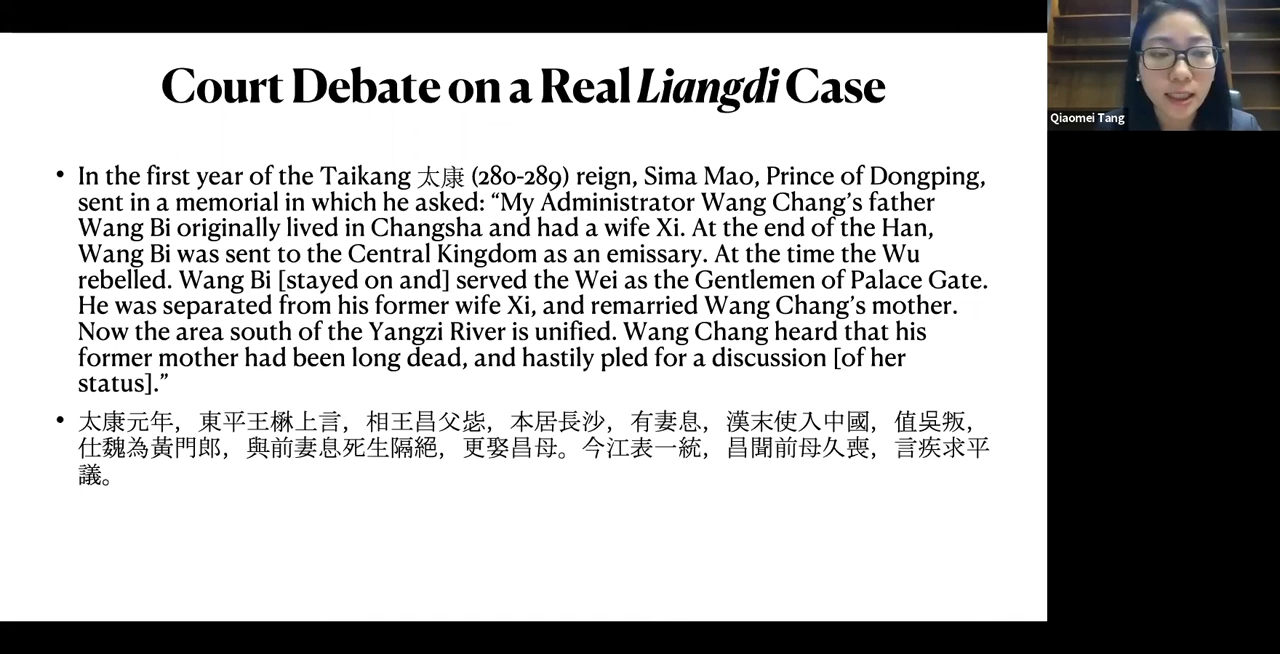 Court Debate on a Real Liangdi Case
• In the first year of the Taikang 太康 (280-289) reign, Sima Mao, Prince of Dongping,
sent in a memorial in which he asked: “My Administrator Wang Chang’s father
Wang Bi originally lived in Changsha and had a wife Xi. At the end of the Han,
Wang Bi was sent to the Central Kingdom as an emissary. At the time the Wu
rebelled. Wang Bi [stayed on and] served the Wei as the Gentlemen of Palace Gate.
He was separated from his former wife Xi, and remarried Wang Chang’s mother.
Now the area south of the Yangzi River is unified. Wang Chang heard that his
former mother had been long dead, and hastily pled for a discussion [of her
status].”
• 太康元年，東平王楙上言，相王昌父毖，本居長沙，有妻息，漢末使入中國，值吳叛，
仕魏為黃門郎，與前妻息死生隔絕，更娶昌母。今江表一統，昌聞前母久喪，言疾求平
議。
Qiaomei Tang